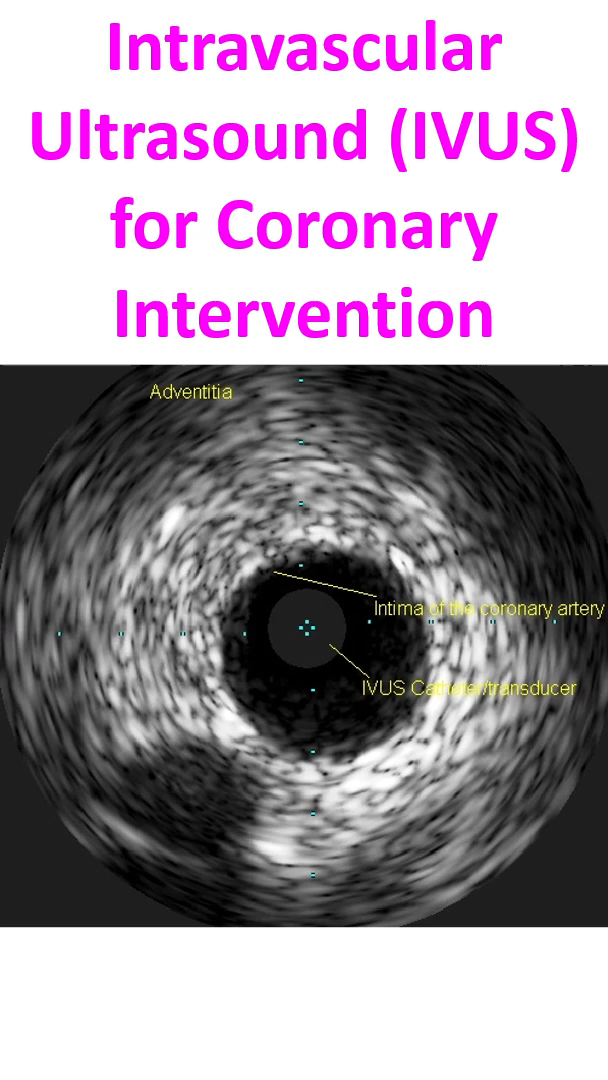 Intravascular
Ultrasound (IVUS)
for Coronary
Intervention
Adventitia
Intima of the coronary artery
IVUS Catheter/transducer